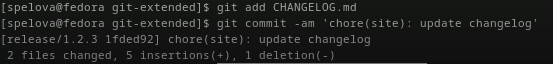 [spelova@fedora git-extended]$ git add CHANGELOG.md
[spelova@fedora git-extended]$ git commit -am 'chore(site): update changelog'
[release/1.2.3 1fded92] chore(site): update changelog
 2 files changed, 5 insertions(+), 1 deletion(-)